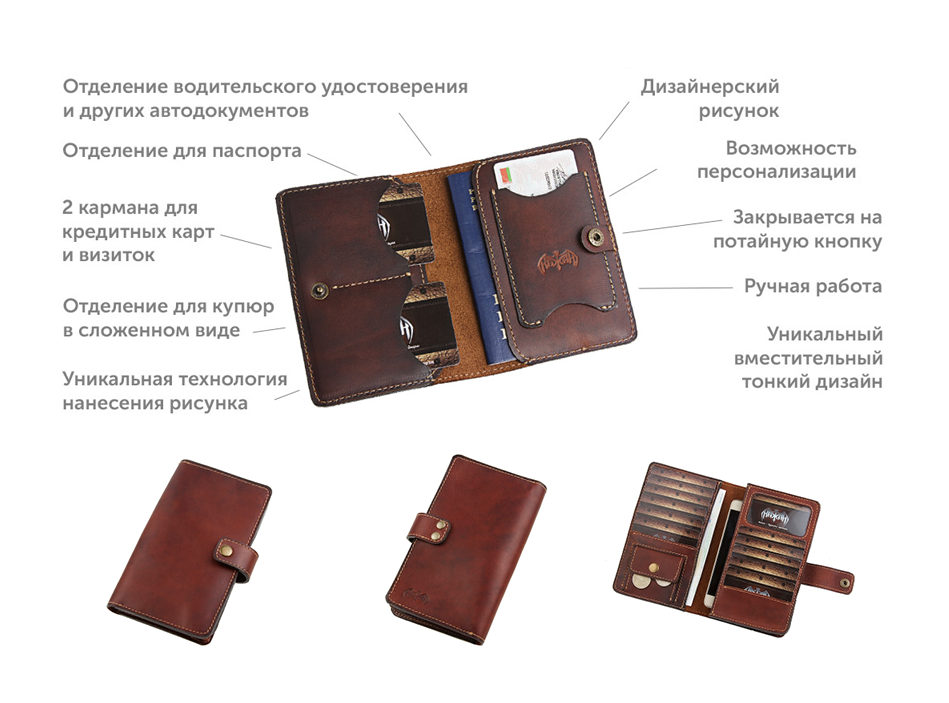 Отделение водительского удостоверения
и других автодокументов
Отделение для паспорта
2 кармана для
кредитных карт
и визиток
Отделение для купюр
в сложенном виде
Уникальная технология
нанесения рисунка
Дизайнерский
рисунок
Возможность
персонализации
Закрывается на
потайную кнопку
Ручная работа
Уникальный
вместительный
тонкий дизайн